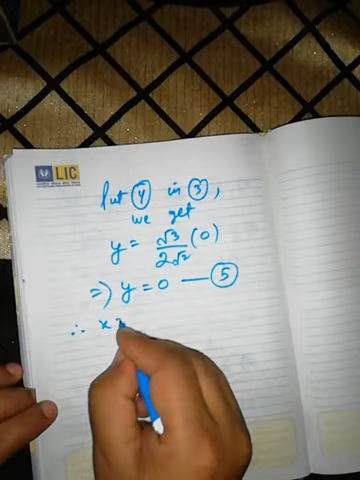 LIC
Put ④ in ③,
we get
y = √3/2√2 (0)
⇒ y = 0 — ⑤
∴ x =